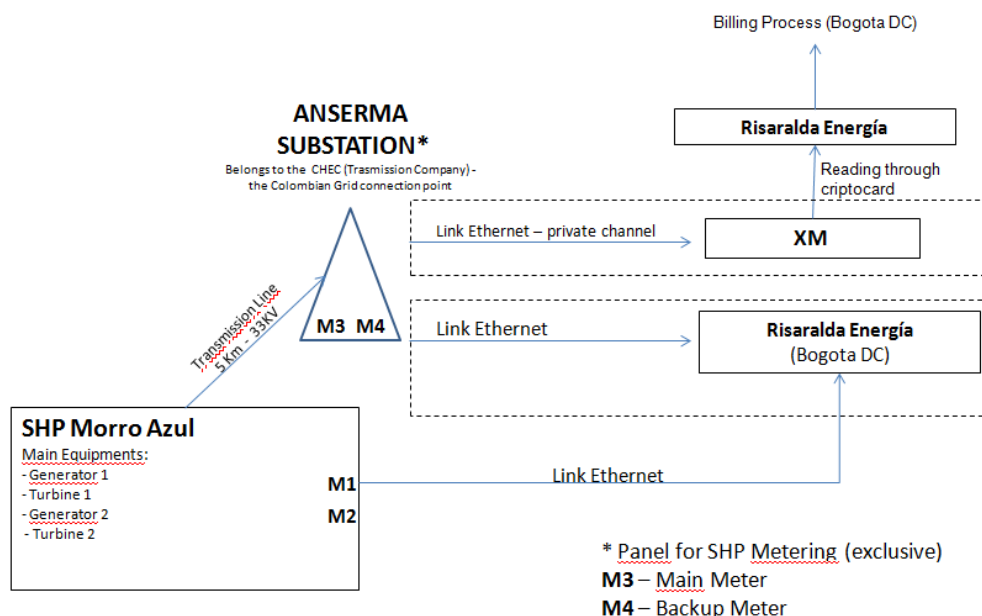 Billing Process (Bogota DC)
Risaralda Energía
Reading through
criptocard
ANSERMA
SUBSTATION*
Belongs to the CHEC (Trasmission Company) -
the Colombian Grid connection point
Link Ethernet – private channel
XM
Transmission Line
5 Km - 33KV
M3 M4
Link Ethernet
Risaralda Energía
(Bogota DC)
SHP Morro Azul
Main Equipments:
- Generator 1
- Turbine 1
- Generator 2
- Turbine 2
M1
M2
Link Ethernet
* Panel for SHP Metering (exclusive)
M3 – Main Meter
M4 – Backup Meter